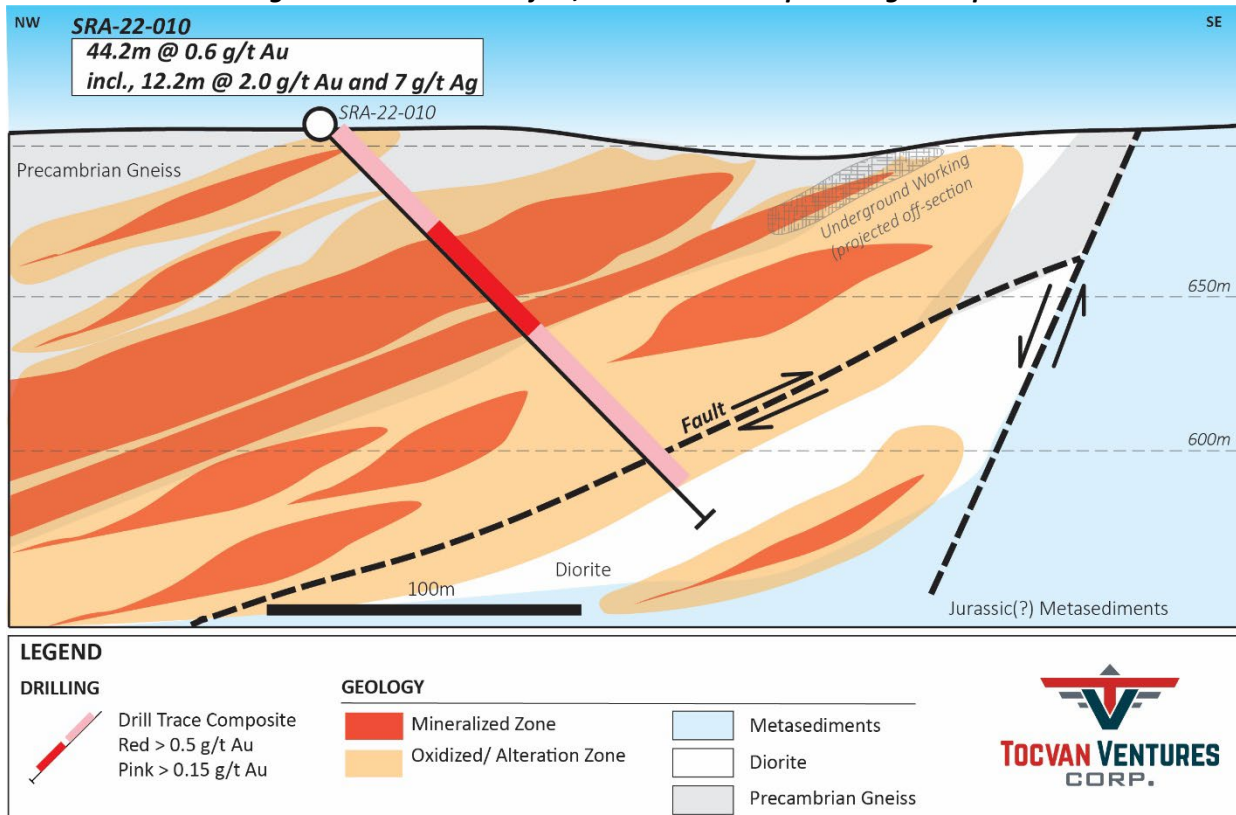 NW
SE
SRA-22-010
44.2m @ 0.6 g/t Au
incl., 12.2m @ 2.0 g/t Au and 7 g/t Ag
SRA-22-010
Precambrian Gneiss
Underground Working
(projected off-section
650m
Fault
600m
Diorite
100m
Jurassic(?) Metasediments
LEGEND
DRILLING
Drill Trace Composite
Red > 0.5 g/t Au
Pink > 0.15 g/t Au
GEOLOGY
Mineralized Zone
Oxidized/ Alteration Zone
Metasediments
Diorite
Precambrian Gneiss
TOCVAN VENTURES
CORP.